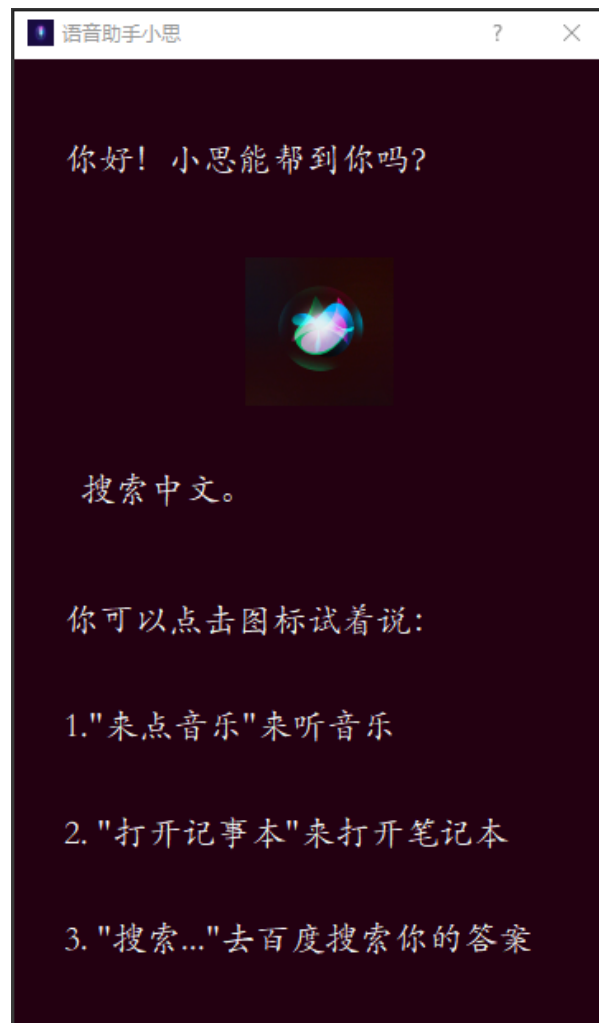 语音助手小思
你好！小思能帮到你吗?
搜索中文。
你可以点击图标试着说：
1."来点音乐"来听音乐
2. "打开记事本"来打开笔记本
3. "搜索..."去百度搜索你的答案